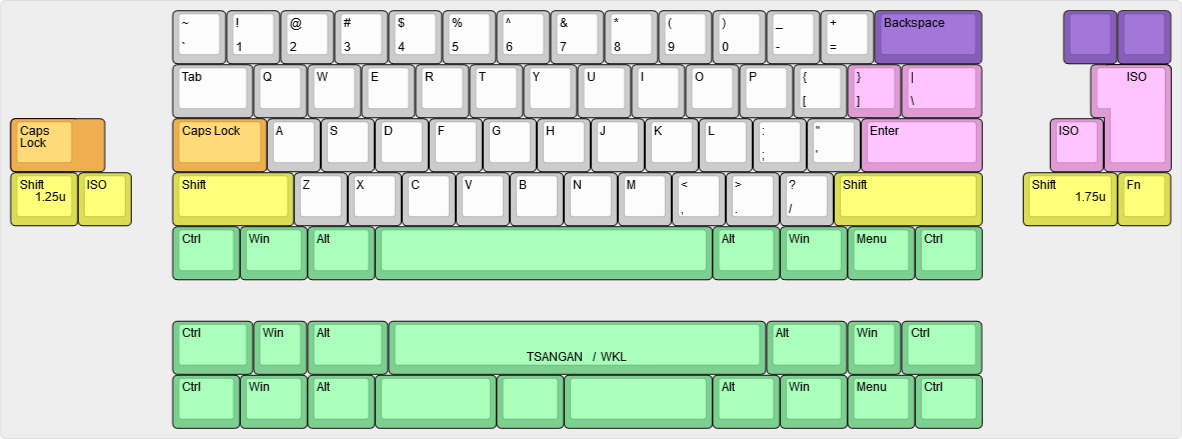 ~ ! @ # $ % ^ & * ( ) _ + Backspace
` 1 2 3 4 5 6 7 8 9 0 - =
Tab Q W E R T Y U I O P { } | ISO
[ ] \
Caps Lock
Caps Lock A S D F G H J K L : " Enter ISO
; '
Shift 1.25u ISO Shift Z X C V B N M < > ? Shift Shift 1.75u Fn
, . /
Ctrl Win Alt Alt Win Menu Ctrl
Ctrl Win Alt Alt Win Ctrl
TSANGAN / WKL
Ctrl Win Alt Alt Win Menu Ctrl